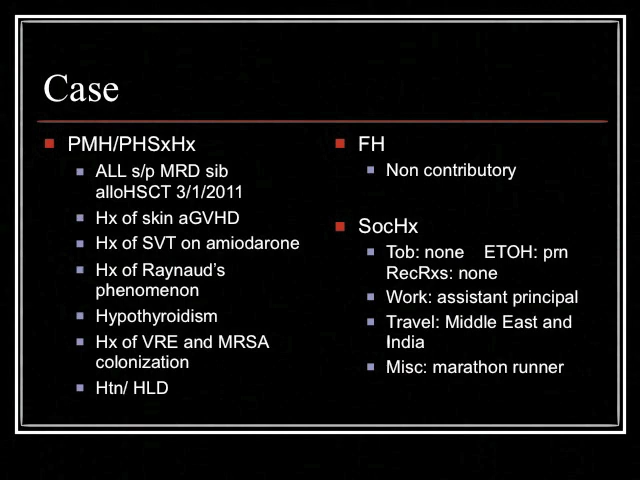 Case
PMH/PHSxHx
ALL s/p MRD sib
alloHSCT 3/1/2011
Hx of skin aGVHD
Hx of SVT on amiodarone
Hx of Raynaud's
phenomenon
Hypothyroidism
Hx of VRE and MRSA
colonization
Htn/ HLD
FH
Non contributory
SocHx
Tob: none ETOH: prn
RecRxs: none
Work: assistant principal
Travel: Middle East and
India
Misc: marathon runner